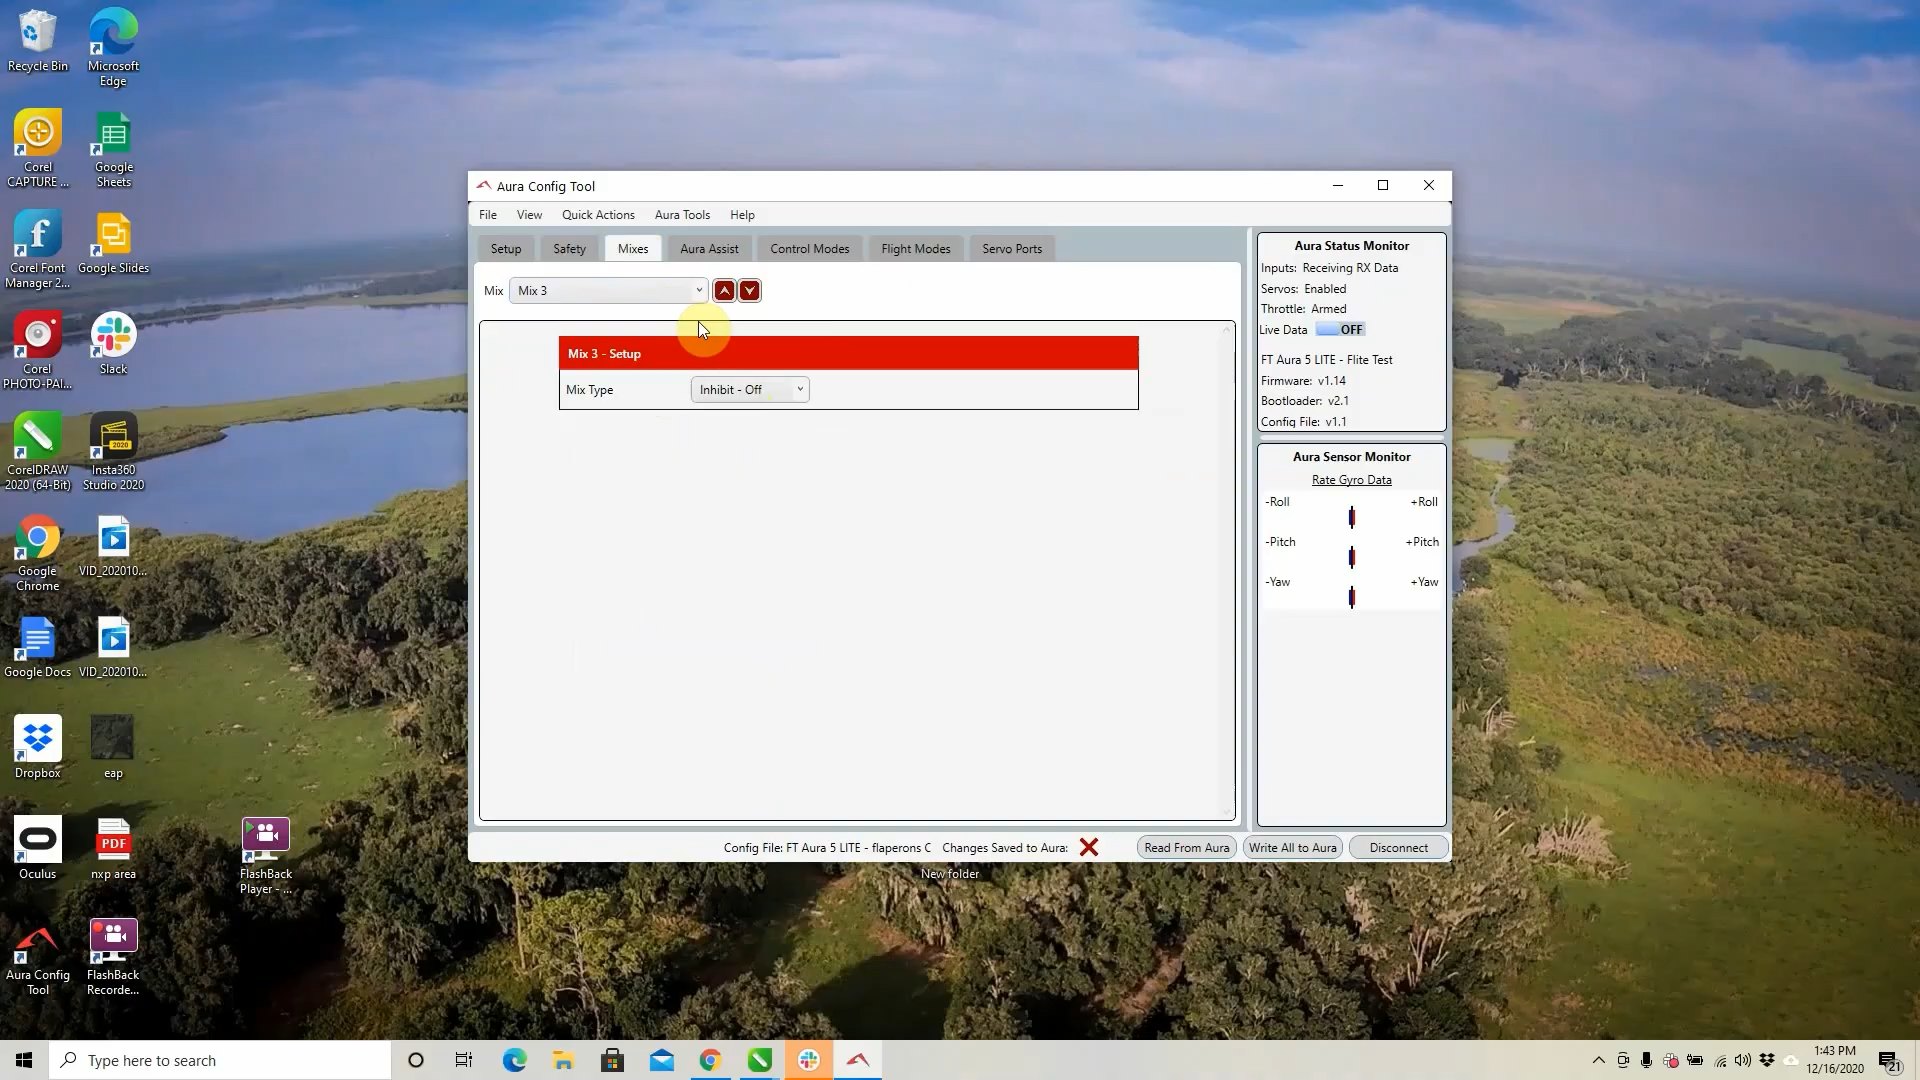 Recycle Bin
Microsoft
Edge
Corel
CAPTURE ...
Google
Sheets
Corel Font
Manager 2...
Google Slides
Corel
PHOTO-PAI...
Slack
CorelDRAW
2020 (64-Bit)
2020
Insta360
Studio 2020
Google
Chrome
VID_202010...
Google Docs
VID_202010...
Dropbox
eap
Oculus
PDF
nxp area
FlashBack
Player - ...
Aura Config
Tool
FlashBack
Recorde...
New folder
Aura Config Tool
File View Quick Actions Aura Tools Help
Setup Safety Mixes Aura Assist Control Modes Flight Modes Servo Ports
Mix Mix 3
Mix 3 - Setup
Mix Type Inhibit - Off
Aura Status Monitor
Inputs: Receiving RX Data
Servos: Enabled
Throttle: Armed
Live Data OFF
FT Aura 5 LITE - Flite Test
Firmware: v1.14
Bootloader: v2.1
Config File: v1.1
Aura Sensor Monitor
Rate Gyro Data
-Roll +Roll
-Pitch +Pitch
-Yaw +Yaw
Config File: FT Aura 5 LITE - flaperons C Changes Saved to Aura: Read From Aura Write All to Aura Disconnect
Type here to search
1:43 PM
12/16/2020
21